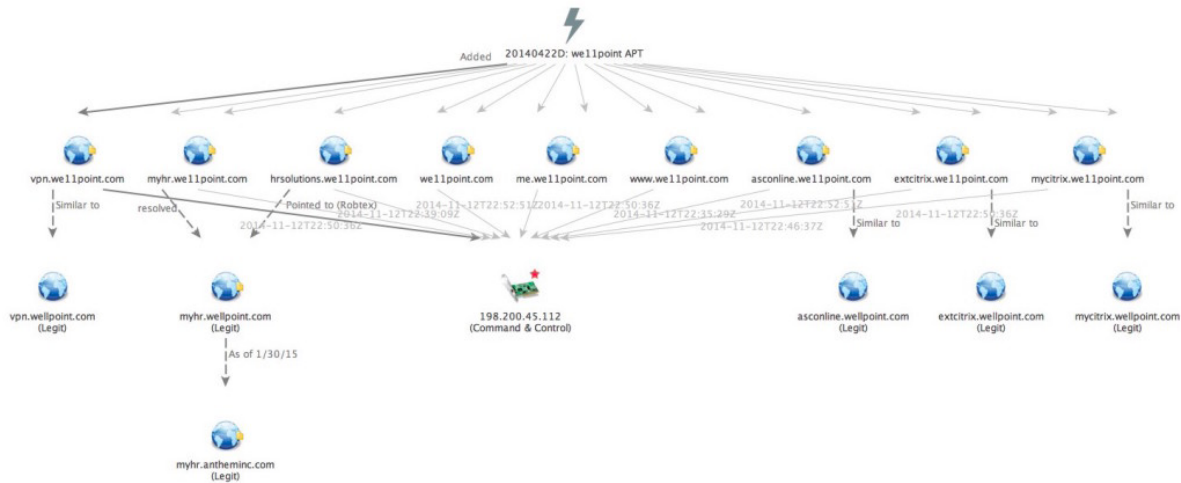 Added
20140422D: we11point APT
vpn.we11point.com
myhr.we11point.com
hrsolutions.we11point.com
we11point.com
me.we11point.com
www.we11point.com
asconline.we11point.com
extcitrix.we11point.com
mycitrix.we11point.com
Similar to
resolved
Pointed to (Robtex)
2014-11-12T22:52:51Z
2014-11-12T22:50:36Z
2014-11-12T22:52:51Z
Similar to
2014-11-12T22:39:09Z
2014-11-12T22:35:29Z
2014-11-12T22:50:36Z
2014-11-12T22:50:36Z
2014-11-12T22:46:37Z
Similar to
Similar to
vpn.wellpoint.com
(Legit)
myhr.wellpoint.com
(Legit)
198.200.45.112
(Command & Control)
asconline.wellpoint.com
(Legit)
extcitrix.wellpoint.com
(Legit)
mycitrix.wellpoint.com
(Legit)
As of 1/30/15
myhr.antheminc.com
(Legit)